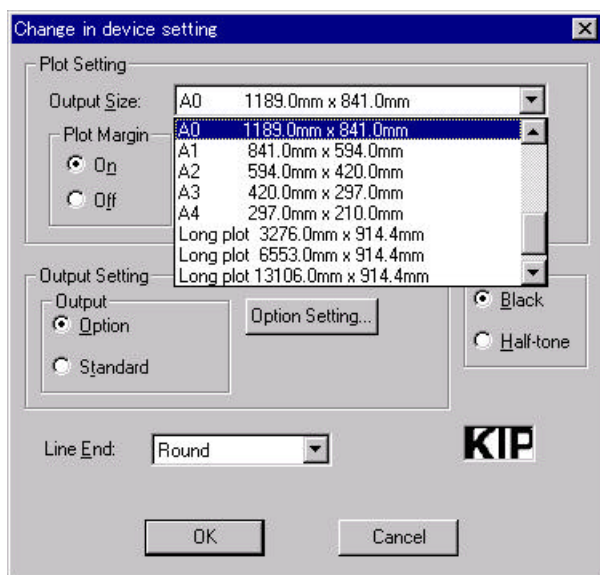 Change in device setting
Plot Setting
Output Size:
A0 1189.0mm x 841.0mm
Plot Margin
On
Off
A0 1189.0mm x 841.0mm
A1 841.0mm x 594.0mm
A2 594.0mm x 420.0mm
A3 420.0mm x 297.0mm
A4 297.0mm x 210.0mm
Long plot 3276.0mm x 914.4mm
Long plot 6553.0mm x 914.4mm
Long plot 13106.0mm x 914.4mm
Output Setting
Output
Option
Standard
Option Setting...
Black
Half-tone
Line End:
Round
KIP
OK
Cancel